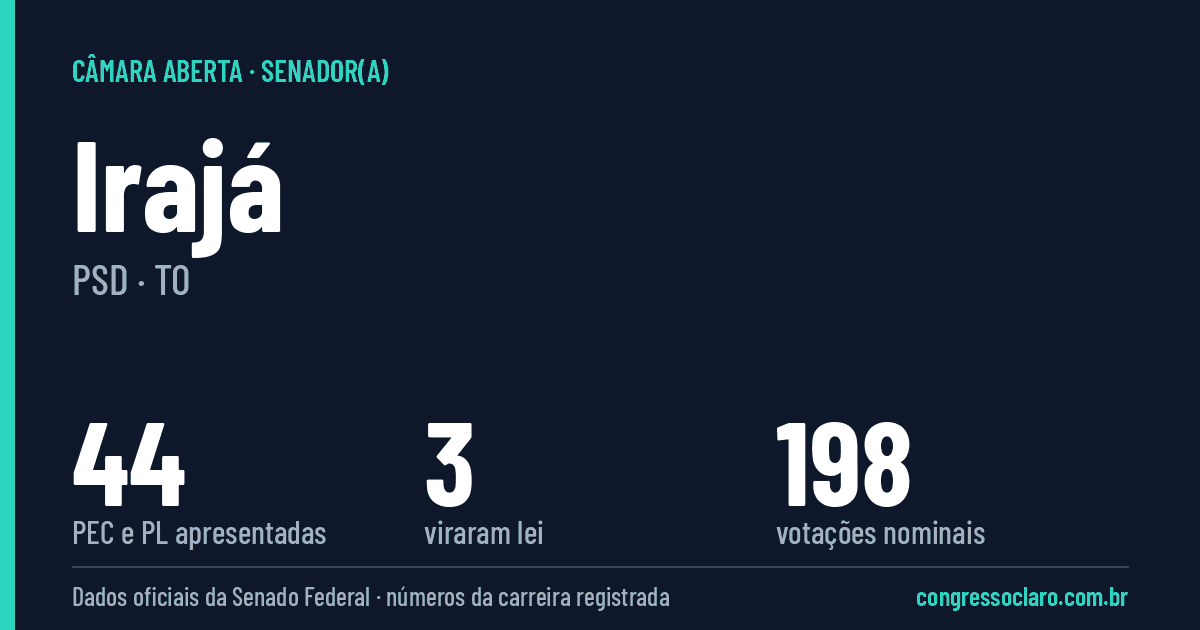 CÂMARA ABERTA · SENADOR(A)
Irajá
PSD · TO
44
3
198
PEC e PL apresentadas
viraram lei
votações nominais
Dados oficiais da Senado Federal · números da carreira registrada
congressoclaro.com.br